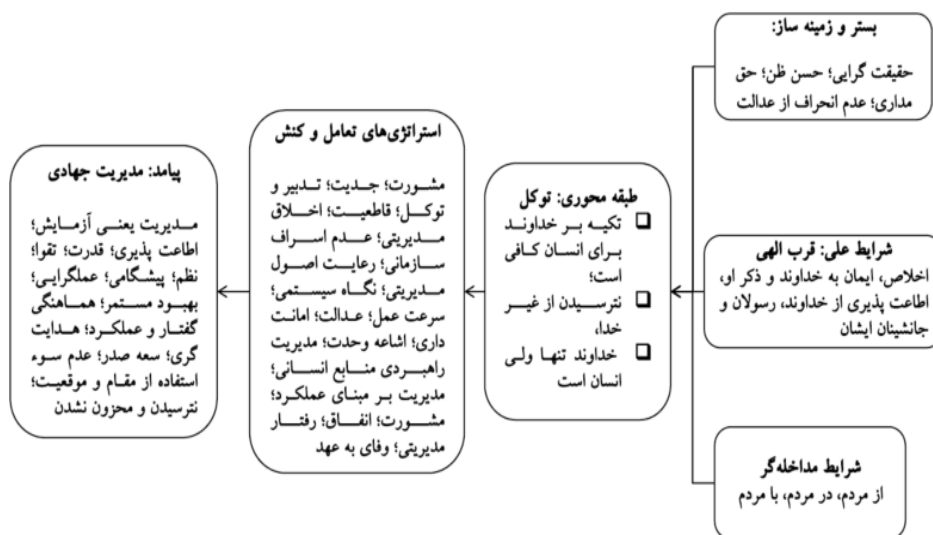 بستر و زمینه ساز:
حقیقت گرایی؛ حسن ظن؛ حق
مداری؛ عدم انحراف از عدالت
شرایط علی: قرب الهی
اخلاص، ایمان به خداوند و ذکر او،
اطاعت پذیری از خداوند، رسولان و
جانشینان ایشان
شرایط مداخله‌گر
از مردم، در مردم، با مردم
طبقه محوری: توکل
تکیه بر خداوند
برای انسان کافی
است؛
نترسیدن از غیر
خدا،
خداوند تنها ولی
انسان است
استراتژی‌های تعامل و کنش
مشورت؛ جدیت؛ تدبیر و
توکل؛ قاطعیت؛ اخلاق
مدیریتی؛ عدم اسراف
سازمانی؛ رعایت اصول
مدیریتی؛ نگاه سیستمی؛
سرعت عمل؛ عدالت؛ امانت
داری؛ اشاعه وحدت؛ مدیریت
راهبردی منابع انسانی؛
مدیریت بر مبنای عملکرد؛
مشورت؛ انفاق؛ رفتار
مدیریتی؛ وفای به عهد
پیامد: مدیریت جهادی
مدیریت یعنی آزمایش؛
اطاعت پذیری؛ قدرت؛ تقوا؛
نظم؛ پیشگامی؛ عملگرایی؛
بهبود مستمر؛ هماهنگی
گفتار و عملکرد؛ هدایت
گری؛ سعه صدر؛ عدم سوء
استفاده از مقام و موقعیت؛
نترسیدن و محزون نشدن